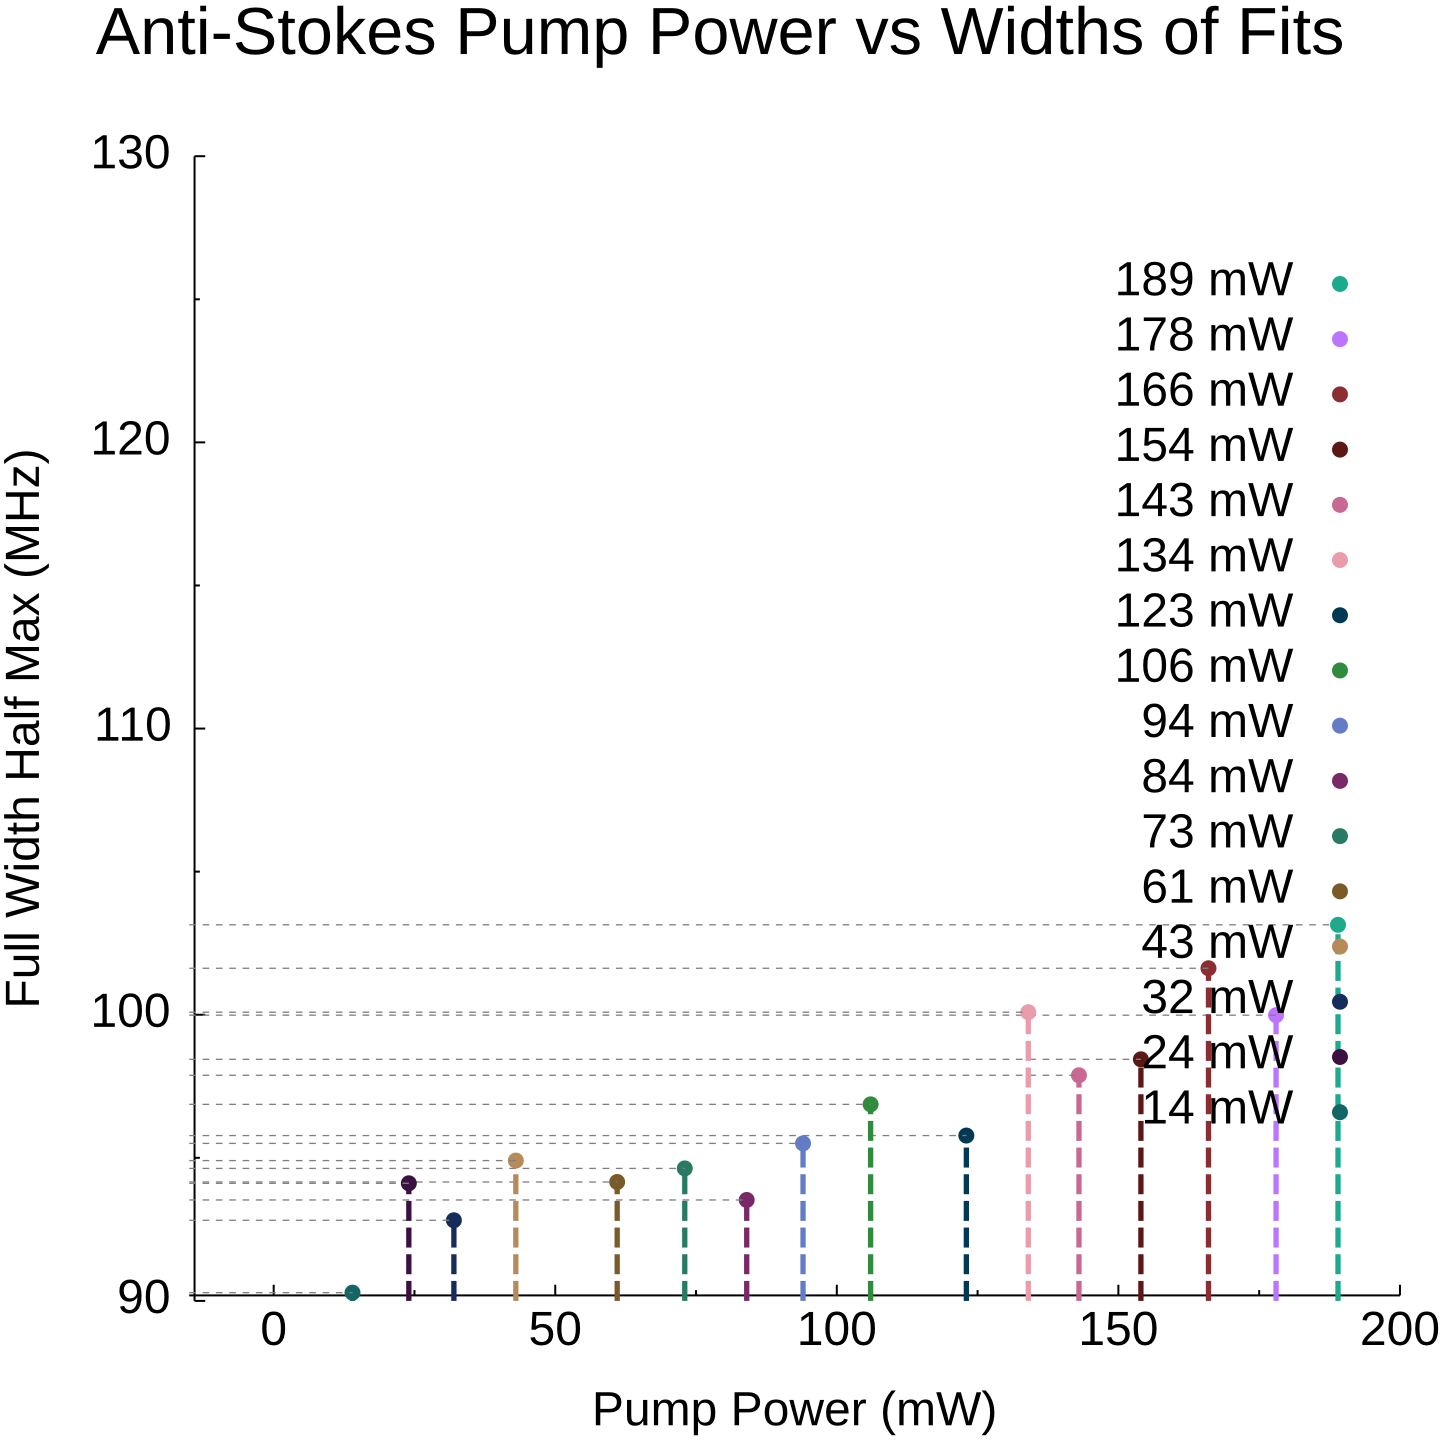 Anti-Stokes Pump Power vs Widths of Fits
130
120
110
100
90
Full Width Half Max (MHz)
189 mW
178 mW
166 mW
154 mW
143 mW
134 mW
123 mW
106 mW
94 mW
84 mW
73 mW
61 mW
43 mW
32 mW
24 mW
14 mW
0
50
100
150
200
Pump Power (mW)